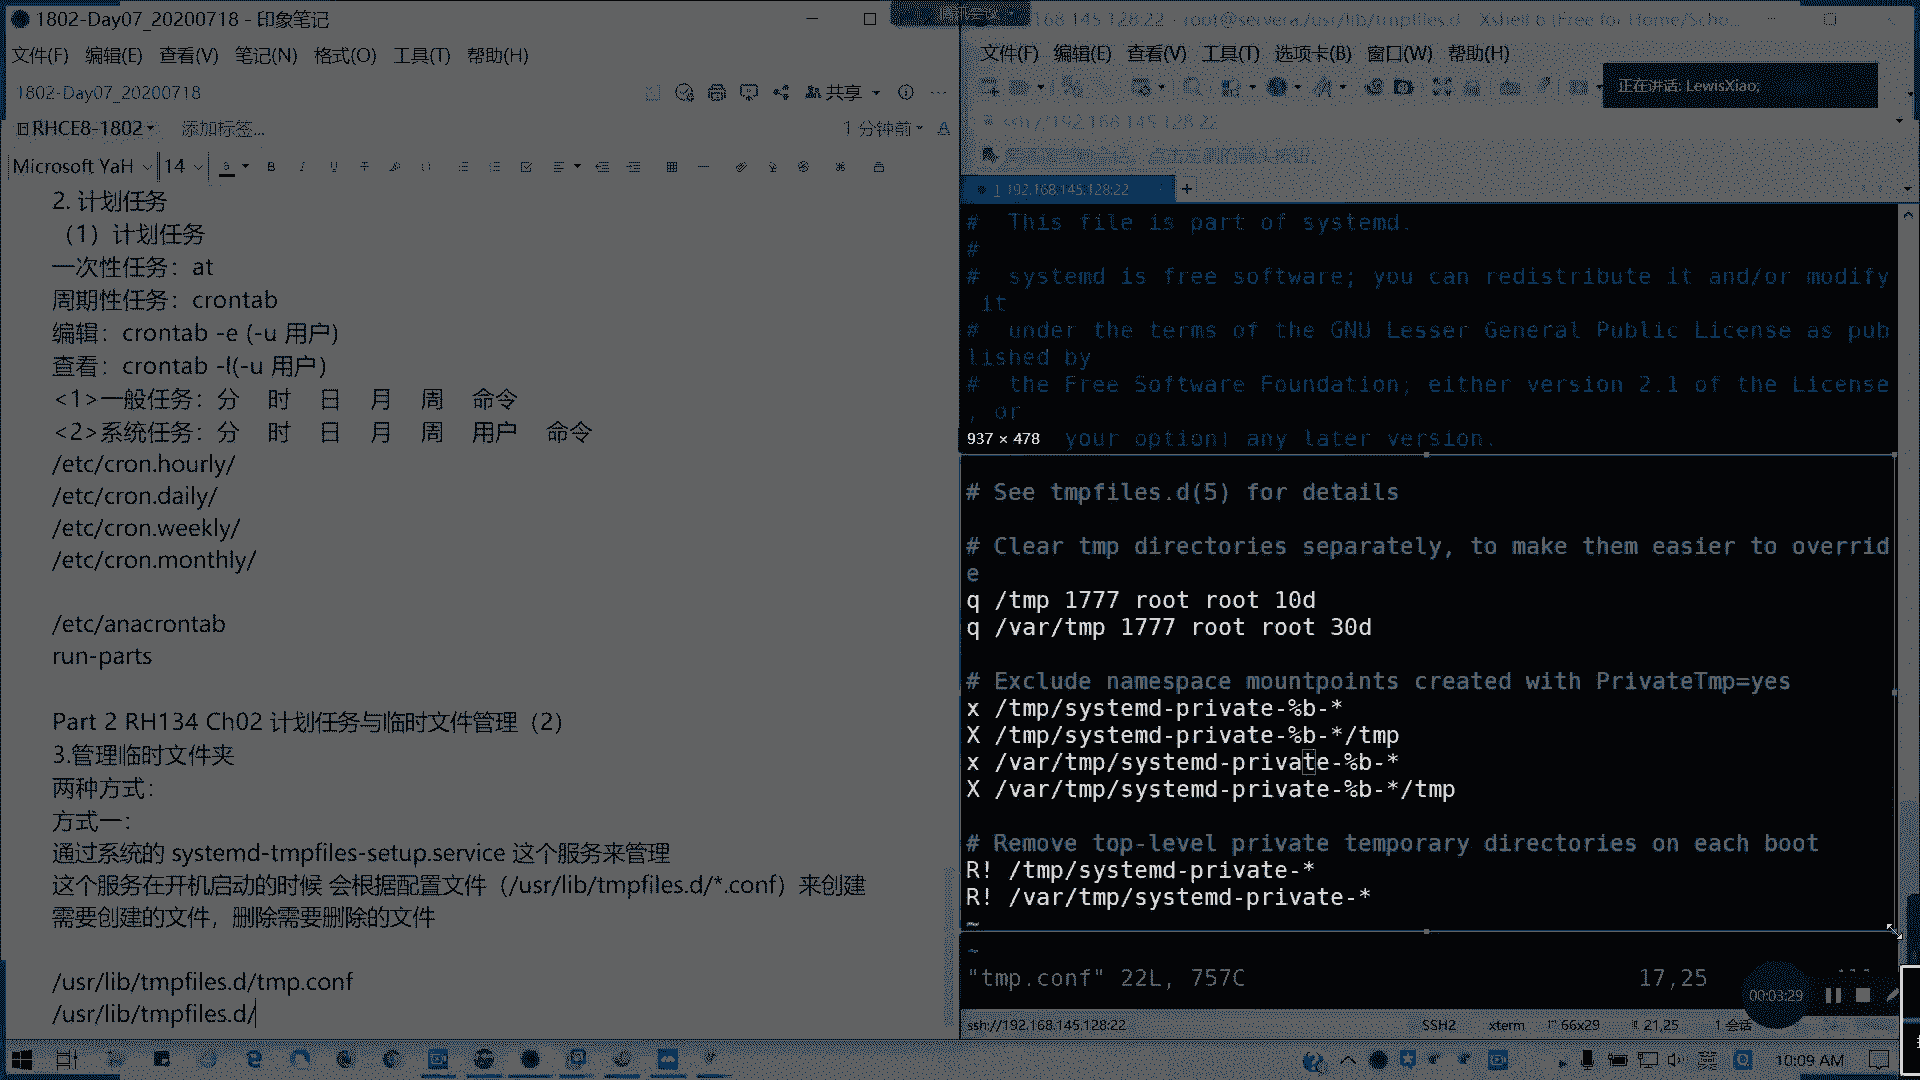 1802-Day07_20200718 - 印象笔记
文件(F) 编辑(E) 查看(V) 笔记(N) 格式(O) 工具(T) 帮助(H)
1802-Day07_20200718
共享
RHCE8-1802
添加标签...
1 分钟前
Microsoft YaH 14
2. 计划任务
（1）计划任务
一次性任务：at
周期性任务：crontab
编辑：crontab -e (-u 用户)
查看：crontab -l(-u 用户)
<1>一般任务：分 时 日 月 周 命令
<2>系统任务：分 时 日 月 周 用户 命令
/etc/cron.hourly/
/etc/cron.daily/
/etc/cron.weekly/
/etc/cron.monthly/
/etc/anacrontab
run-parts
Part 2 RH134 Ch02 计划任务与临时文件管理（2）
3.管理临时文件夹
两种方式：
方式一：
通过系统的 systemd-tmpfiles-setup.service 这个服务来管理
这个服务在开机启动的时候 会根据配置文件（/usr/lib/tmpfiles.d/*.conf）来创建
需要创建的文件，删除需要删除的文件
/usr/lib/tmpfiles.d/tmp.conf
/usr/lib/tmpfiles.d/
168.145.128:22 - root@servera:/usr/lib/tmpfiles.d - Xshell 6 (Free for Home/Scho...
文件(F) 编辑(E) 查看(V) 工具(T) 选项卡(B) 窗口(W) 帮助(H)
正在讲话: LewisXiao;
ssh://192.168.145.128:22
1 192.168.145.128:22
# This file is part of systemd.
#
# systemd is free software; you can redistribute it and/or modify
it
# under the terms of the GNU Lesser General Public License as pub
lished by
# the Free Software Foundation; either version 2.1 of the License
, or
937 × 478
your option) any later version.
# See tmpfiles.d(5) for details
# Clear tmp directories separately, to make them easier to overrid
e
q /tmp 1777 root root 10d
q /var/tmp 1777 root root 30d
# Exclude namespace mountpoints created with PrivateTmp=yes
x /tmp/systemd-private-%b-*
X /tmp/systemd-private-%b-*/tmp
x /var/tmp/systemd-private-%b-*
X /var/tmp/systemd-private-%b-*/tmp
# Remove top-level private temporary directories on each boot
R! /tmp/systemd-private-*
R! /var/tmp/systemd-private-*
~
~
"tmp.conf" 22L, 757C 17,25
00:03:29
ssh://192.168.145.128:22 SSH2 xterm 66x29 21,25 1 会话
10:09 AM